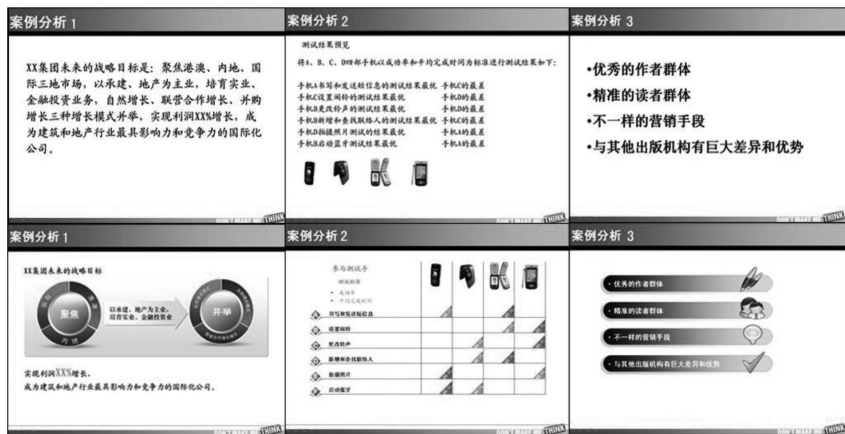 案例分析 1
XX集团未来的战略目标是：聚焦港澳、内地、国
际三地市场，以承建、地产为主业，培育实业、
金融投资业务，自然增长、联营合作增长、并购
增长三种增长模式并举，实现利润XX%增长，成
为建筑和地产行业最具影响力和竞争力的国际化
公司。
THINK
案例分析 2
测试结果预览
将A、B、C、D四部手机以成功率和平均完成时间为标准进行测试结果如下：
手机A书写和发送短信息的测试结果最优 手机C的最差
手机C设置闹铃的测试结果最优 手机D的最差
手机B更改铃声的测试结果最优 手机D的最差
手机B新增和查找联络人的测试结果最优 手机C的最差
手机D拍摄照片测试的结果最优 手机A的最差
手机B启动蓝牙测试结果最优 手机A的最差
THINK
案例分析 3
·优秀的作者群体
·精准的读者群体
·不一样的营销手段
·与其他出版机构有巨大差异和优势
THINK
案例分析 1
XX集团未来的战略目标
国际
港澳
内地
聚焦
以承建、地产为主业，
培育实业、金融投资业
并举
实现利润XX%增长，
成为建筑和地产行业最具影响力和竞争力的国际化公司。
THINK
案例分析 2
参与测试手
测试标准
• 成功率
• 平均完成时间
书写和发送短信息
设置闹铃
更改铃声
新增和查找联络人
拍摄照片
启动蓝牙
THINK
案例分析 3
· 优秀的作者群体
· 精准的读者群体
· 不一样的营销手段
· 与其他出版机构有巨大差异和优势
THINK